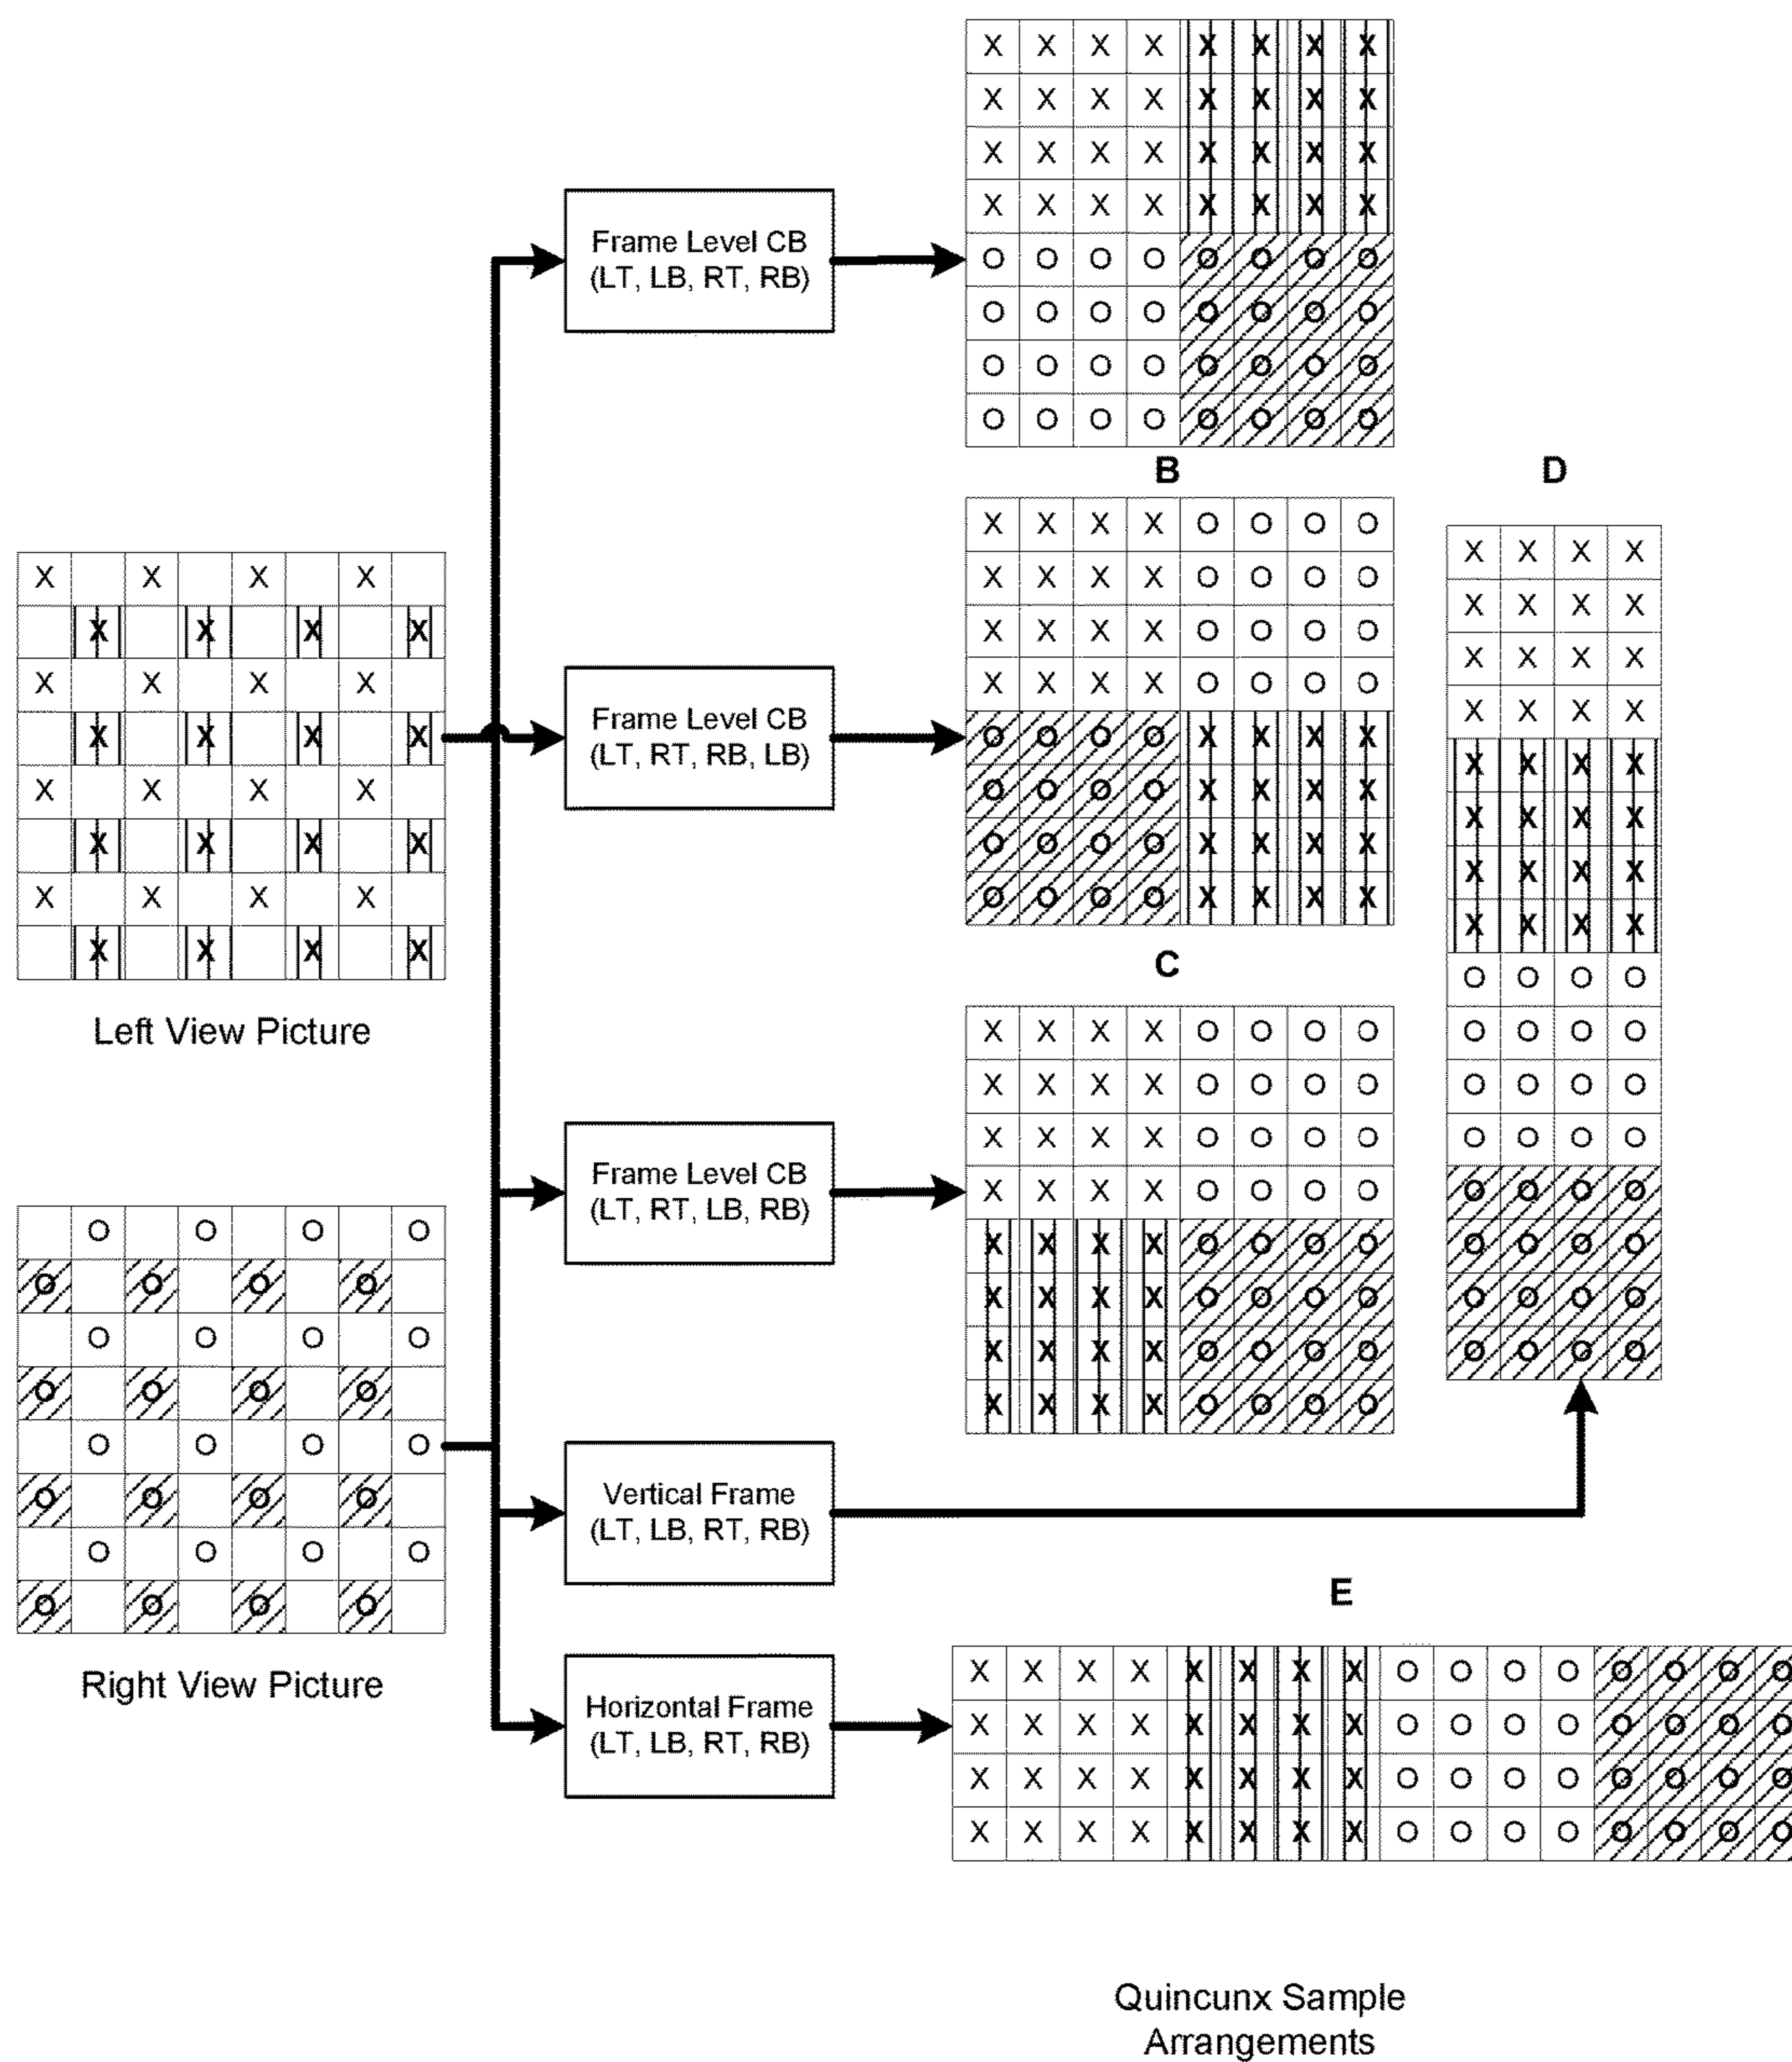 X X X X
X X X X
X X X X
X X X X
X X X X
X X X X
X X X X
X X X X
Left View Picture
O O O O
O O O O
O O O O
O O O O
O O O O
O O O O
O O O O
O O O O
Right View Picture
Frame Level CB
(LT, LB, RT, RB)
Frame Level CB
(LT, RT, RB, LB)
Frame Level CB
(LT, RT, LB, RB)
Vertical Frame
(LT, LB, RT, RB)
Horizontal Frame
(LT, LB, RT, RB)
X X X X X X X X
X X X X X X X X
X X X X X X X X
X X X X X X X X
O O O O O O O O
O O O O O O O O
O O O O O O O O
O O O O O O O O
B
X X X X O O O O
X X X X O O O O
X X X X O O O O
X X X X O O O O
O O O O X X X X
O O O O X X X X
O O O O X X X X
O O O O X X X X
C
X X X X O O O O
X X X X O O O O
X X X X O O O O
X X X X O O O O
X X X X O O O O
X X X X O O O O
X X X X O O O O
X X X X O O O O
D
X X X X
X X X X
X X X X
X X X X
X X X X
X X X X
X X X X
X X X X
O O O O
O O O O
O O O O
O O O O
O O O O
O O O O
O O O O
O O O O
E
X X X X X X X X O O O O O O O O
X X X X X X X X O O O O O O O O
X X X X X X X X O O O O O O O O
X X X X X X X X O O O O O O O O
Quincunx Sample
Arrangements